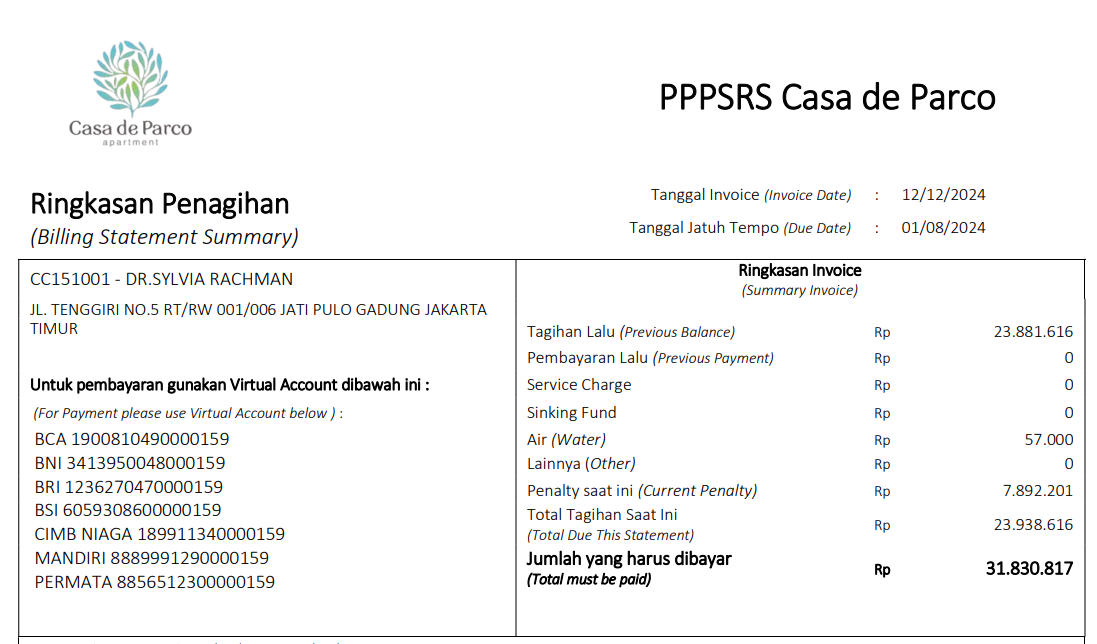 Casa de Parco
apartment
PPPSRS Casa de Parco
Ringkasan Penagihan
(Billing Statement Summary)
Tanggal Invoice (Invoice Date) : 12/12/2024
Tanggal Jatuh Tempo (Due Date) : 01/08/2024
CC151001 - DR.SYLVIA RACHMAN
JL. TENGGIRI NO.5 RT/RW 001/006 JATI PULO GADUNG JAKARTA
TIMUR
Untuk pembayaran gunakan Virtual Account dibawah ini :
(For Payment please use Virtual Account below ) :
BCA 1900810490000159
BNI 3413950048000159
BRI 1236270470000159
BSI 6059308600000159
CIMB NIAGA 189911340000159
MANDIRI 8889991290000159
PERMATA 8856512300000159
Ringkasan Invoice
(Summary Invoice)
Tagihan Lalu (Previous Balance) Rp 23.881.616
Pembayaran Lalu (Previous Payment) Rp 0
Service Charge Rp 0
Sinking Fund Rp 0
Air (Water) Rp 57.000
Lainnya (Other) Rp 0
Penalty saat ini (Current Penalty) Rp 7.892.201
Total Tagihan Saat Ini
(Total Due This Statement) Rp 23.938.616
Jumlah yang harus dibayar
(Total must be paid) Rp 31.830.817